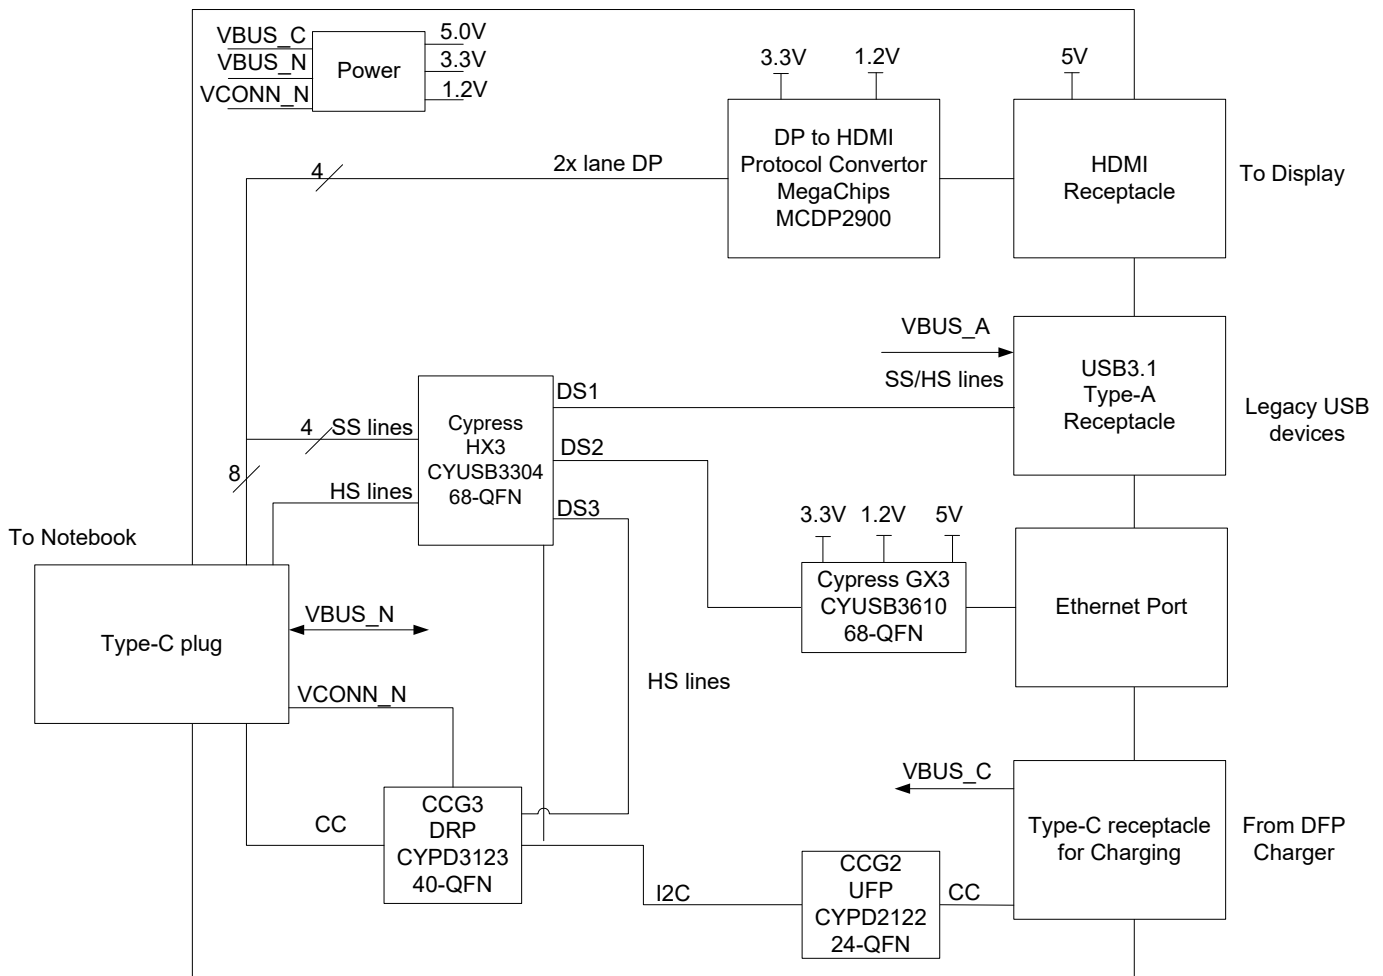 VBUS_C
VBUS_N
VCONN_N
Power
5.0V
3.3V
1.2V
3.3V
1.2V
5V
4
2x lane DP
DP to HDMI
Protocol Convertor
MegaChips
MCDP2900
HDMI
Receptacle
To Display
VBUS_A
SS/HS lines
USB3.1
Type-A
Receptacle
Legacy USB
devices
DS1
DS2
DS3
Cypress
HX3
CYUSB3304
68-QFN
4
SS lines
8
HS lines
To Notebook
Type-C plug
VBUS_N
VCONN_N
HS lines
3.3V
1.2V
5V
Cypress GX3
CYUSB3610
68-QFN
Ethernet Port
VBUS_C
CC
CCG3
DRP
CYPD3123
40-QFN
I2C
CCG2
UFP
CYPD2122
24-QFN
CC
Type-C receptacle
for Charging
From DFP
Charger